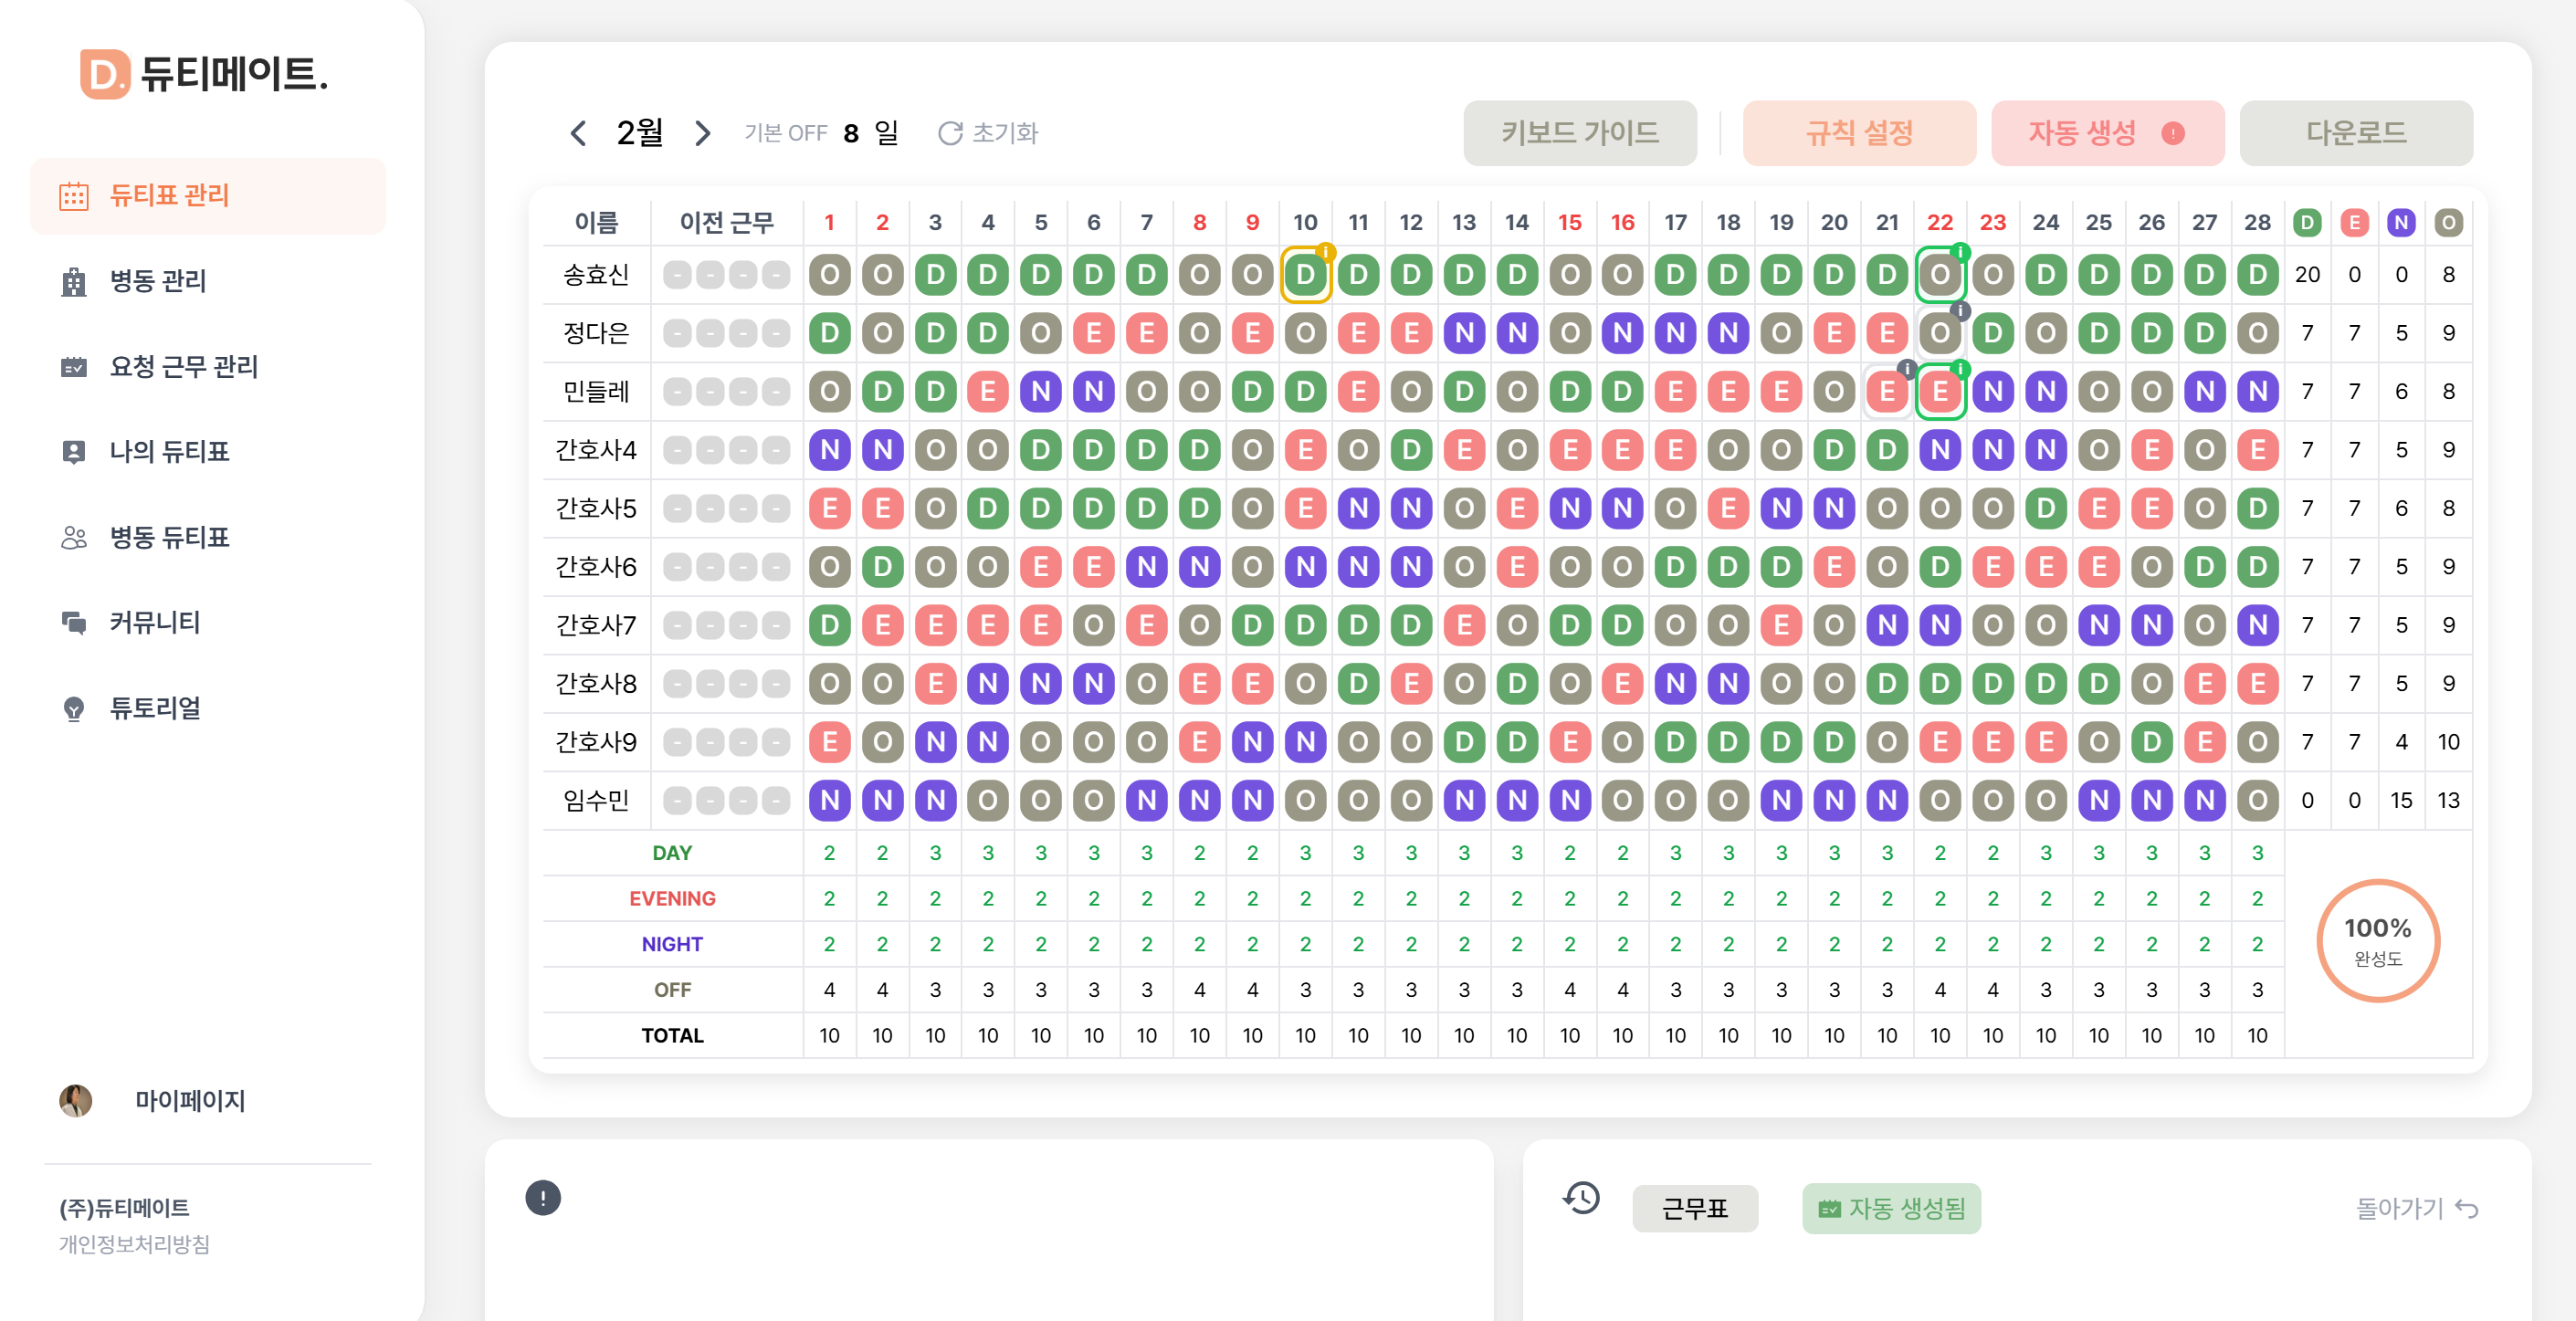 D. 듀티메이트.
듀티표 관리
병동 관리
요청 근무 관리
나의 듀티표
병동 듀티표
커뮤니티
튜토리얼
마이페이지
(주)듀티메이트
개인정보처리방침
2월 기본 OFF 8 일 초기화 키보드 가이드 규칙 설정 자동 생성 ! 다운로드
이름 이전 근무 1 2 3 4 5 6 7 8 9 10 11 12 13 14 15 16 17 18 19 20 21 22 23 24 25 26 27 28 D E N O
송효신 - - - - O O D D D D D O O D D D D D O O D D D D D O O D D D D D 20 0 0 8
정다은 - - - - D O D D O E E O E O E E N N O N N N O E E O D O D D D O 7 7 5 9
민들레 - - - - O D D E N N O O D D E O D O D D E E E O E E N N O O N N 7 7 6 8
간호사4 - - - - N N O O D D D D O E O D E O E E E O O D D N N N O E O E 7 7 5 9
간호사5 - - - - E E O D D D D D O E N N O E N N O E N N O O O D E E O D 7 7 6 8
간호사6 - - - - O D O O E E N N O N N N O E O O D D D E O D E E E O D D 7 7 5 9
간호사7 - - - - D E E E E O E O D D D D E O D D O O E O N N O O N N O N 7 7 5 9
간호사8 - - - - O O E N N N O E E O D E O D O E N N O O D D D D D O E E 7 7 5 9
간호사9 - - - - E O N N O O O E N N O O D D E O D D D D O E E E O D E O 7 7 4 10
임수민 - - - - N N N O O O N N N O O O N N N O O O N N N O O O N N N O 0 0 15 13
DAY 2 2 3 3 3 3 3 2 2 3 3 3 3 3 2 2 3 3 3 3 3 2 2 3 3 3 3 3
EVENING 2 2 2 2 2 2 2 2 2 2 2 2 2 2 2 2 2 2 2 2 2 2 2 2 2 2 2 2
NIGHT 2 2 2 2 2 2 2 2 2 2 2 2 2 2 2 2 2 2 2 2 2 2 2 2 2 2 2 2
OFF 4 4 3 3 3 3 3 4 4 3 3 3 3 3 4 4 3 3 3 3 3 4 4 3 3 3 3 3
TOTAL 10 10 10 10 10 10 10 10 10 10 10 10 10 10 10 10 10 10 10 10 10 10 10 10 10 10 10 10
100%
완성도
근무표 자동 생성됨 돌아가기